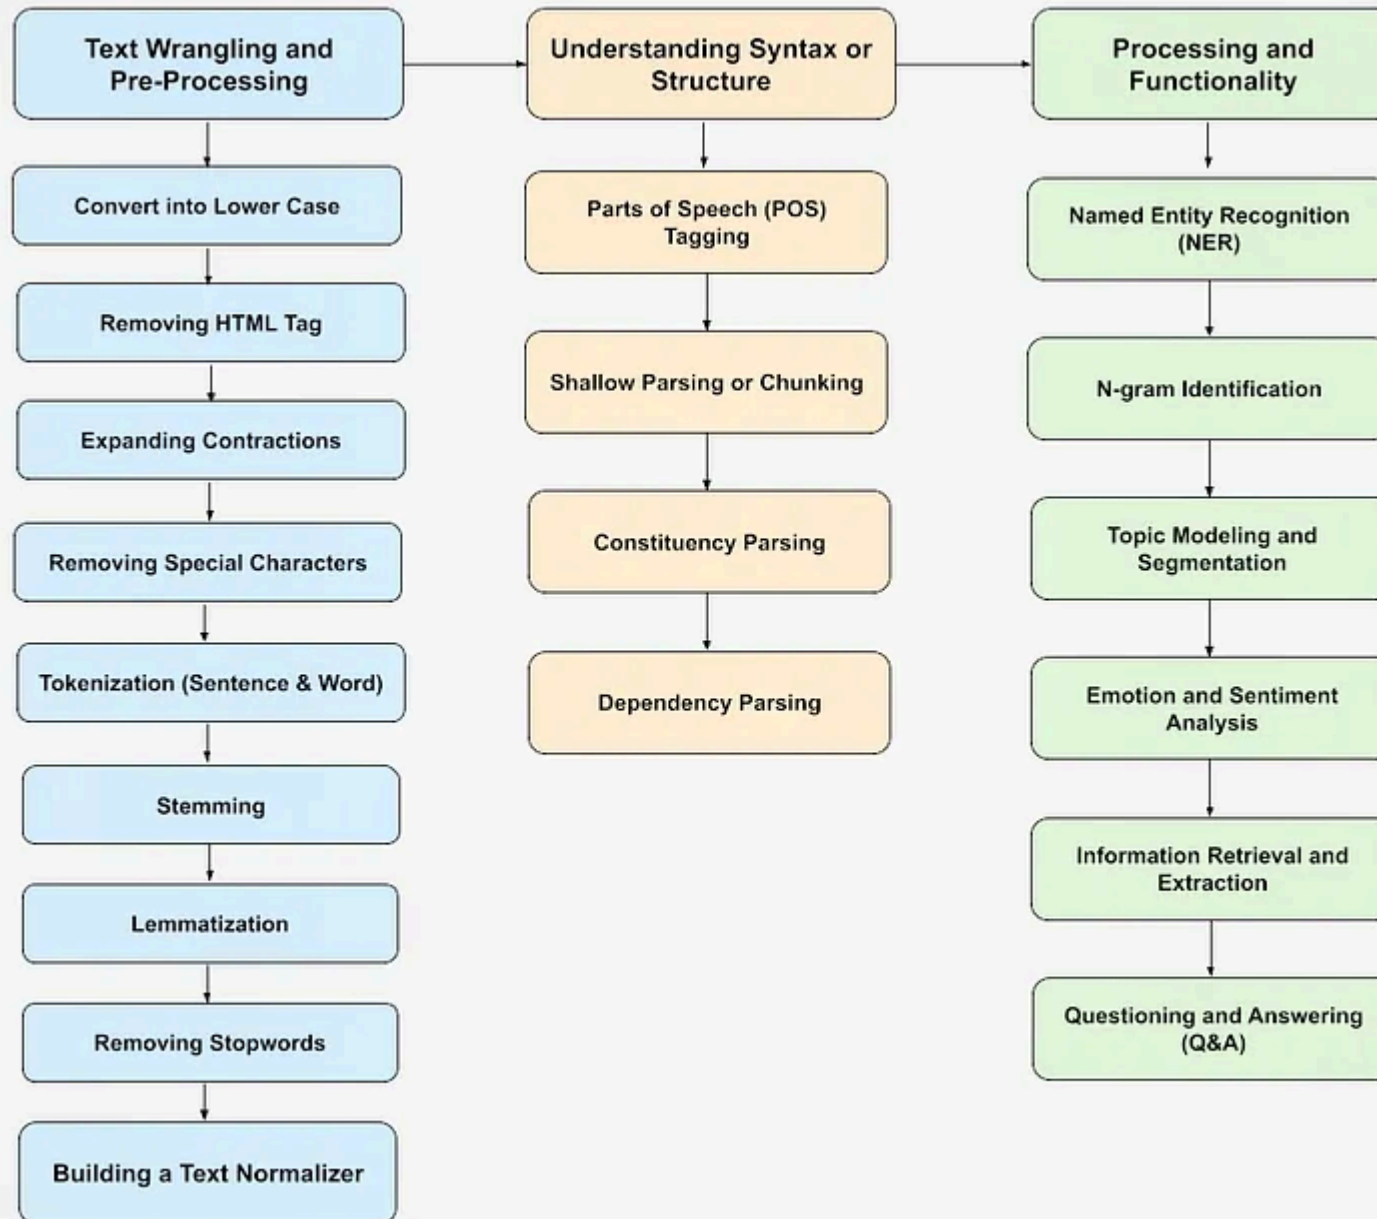 Text Wrangling and
Pre-Processing
Convert into Lower Case
Removing HTML Tag
Expanding Contractions
Removing Special Characters
Tokenization (Sentence & Word)
Stemming
Lemmatization
Removing Stopwords
Building a Text Normalizer
Understanding Syntax or
Structure
Parts of Speech (POS)
Tagging
Shallow Parsing or Chunking
Constituency Parsing
Dependency Parsing
Processing and
Functionality
Named Entity Recognition
(NER)
N-gram Identification
Topic Modeling and
Segmentation
Emotion and Sentiment
Analysis
Information Retrieval and
Extraction
Questioning and Answering
(Q&A)